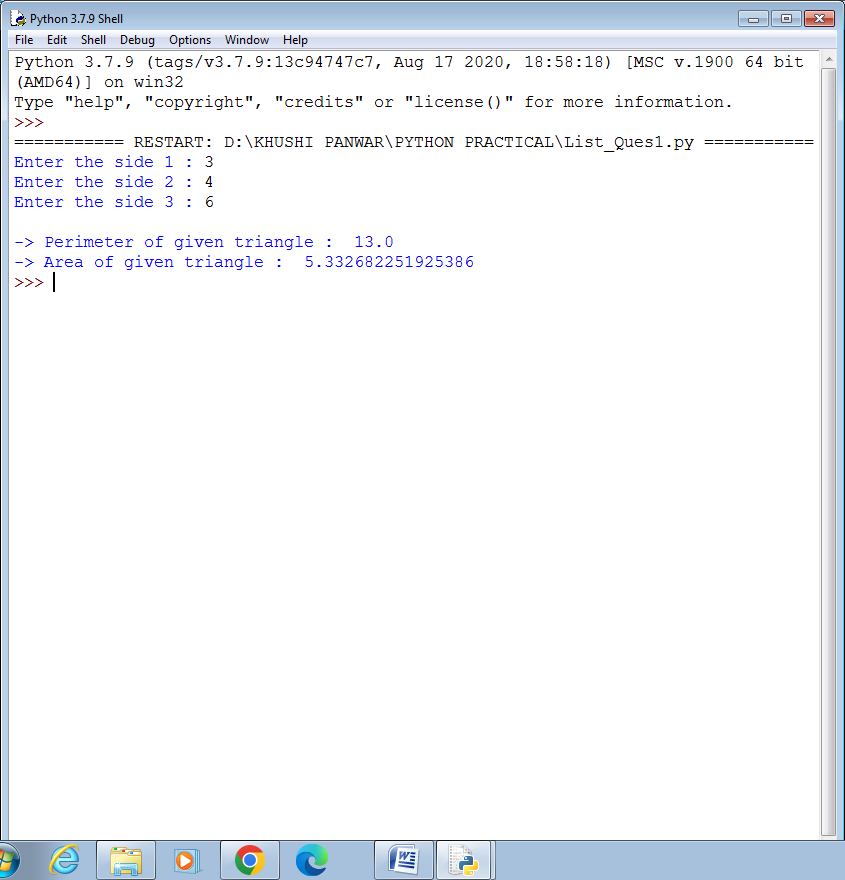 Python 3.7.9 Shell
File Edit Shell Debug Options Window Help
Python 3.7.9 (tags/v3.7.9:13c94747c7, Aug 17 2020, 18:58:18) [MSC v.1900 64 bit
(AMD64)] on win32
Type "help", "copyright", "credits" or "license()" for more information.
>>>
=========== RESTART: D:\KHUSHI PANWAR\PYTHON PRACTICAL\List_Ques1.py ===========
Enter the side 1 : 3
Enter the side 2 : 4
Enter the side 3 : 6
-> Perimeter of given triangle :  13.0
-> Area of given triangle :  5.332682251925386
>>>